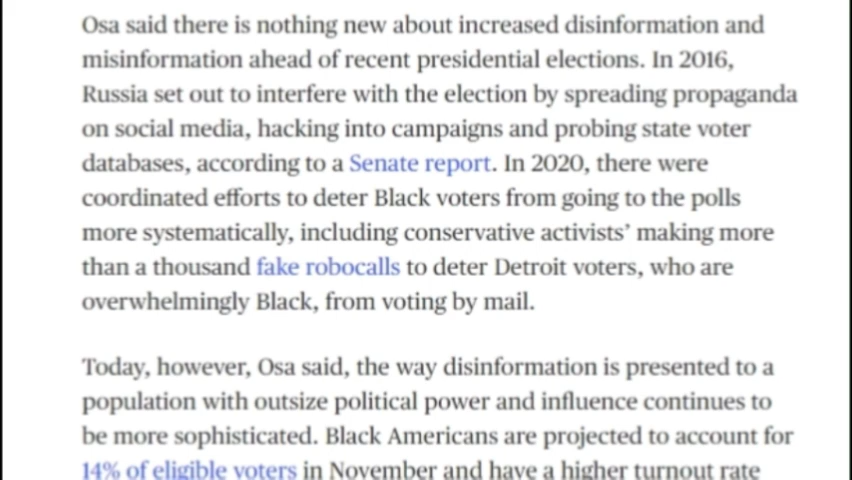 Osa said there is nothing new about increased disinformation and
misinformation ahead of recent presidential elections. In 2016,
Russia set out to interfere with the election by spreading propaganda
on social media, hacking into campaigns and probing state voter
databases, according to a Senate report. In 2020, there were
coordinated efforts to deter Black voters from going to the polls
more systematically, including conservative activists’ making more
than a thousand fake robocalls to deter Detroit voters, who are
overwhelmingly Black, from voting by mail.
Today, however, Osa said, the way disinformation is presented to a
population with outsize political power and influence continues to
be more sophisticated. Black Americans are projected to account for
14% of eligible voters in November and have a higher turnout rate